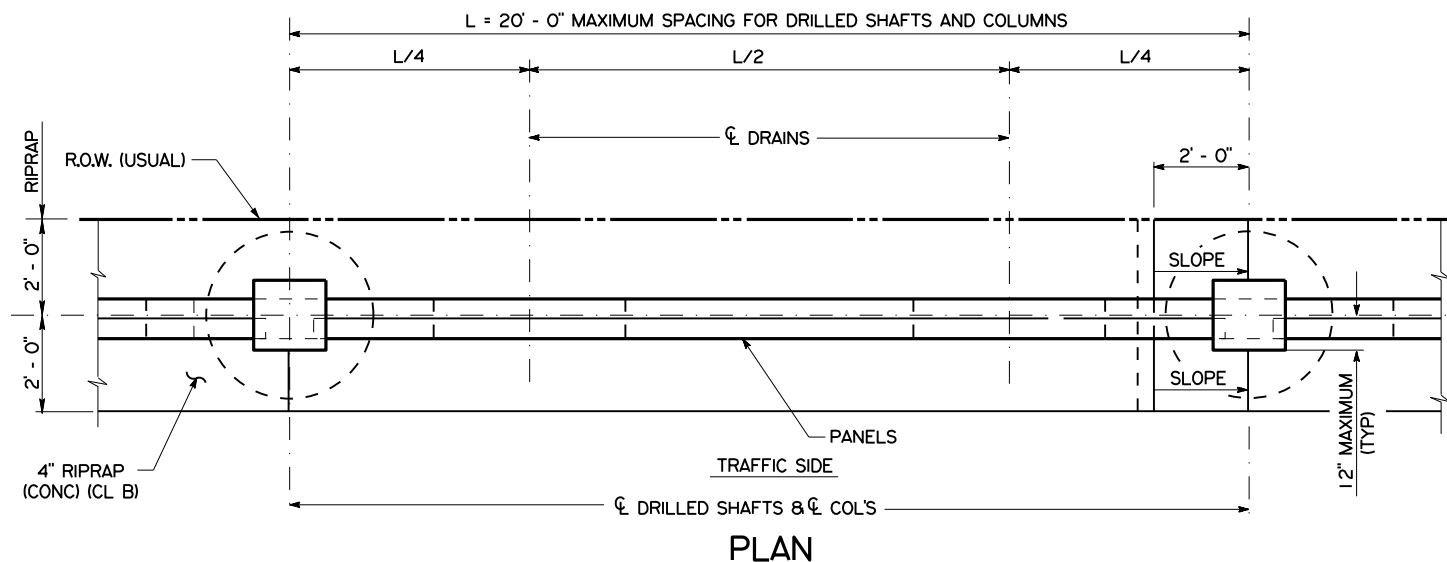 L = 20' - 0" MAXIMUM SPACING FOR DRILLED SHAFTS AND COLUMNS
L/4
L/2
L/4
℄ DRAINS
RIPRAP
R.O.W. (USUAL)
2' - 0"
2' - 0"
SLOPE
2' - 0"
SLOPE
PANELS
12" MAXIMUM
(TYP)
4" RIPRAP
(CONC) (CL B)
TRAFFIC SIDE
℄ DRILLED SHAFTS & ℄ COL'S
PLAN